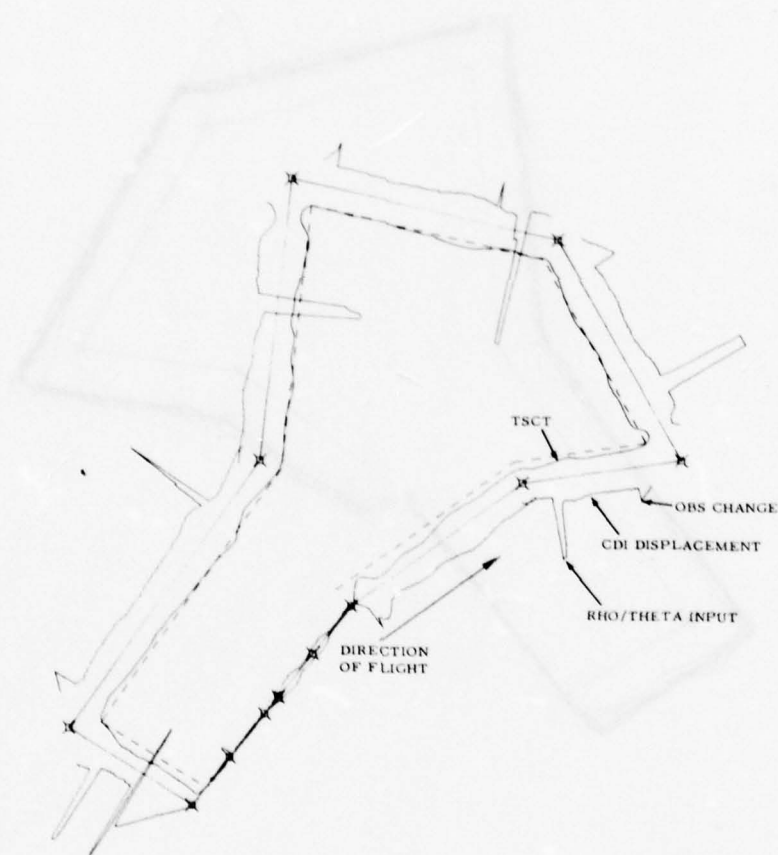 TSCT
OBS CHANGE
CDI DISPLACEMENT
RHO/THETA INPUT
DIRECTION
OF FLIGHT